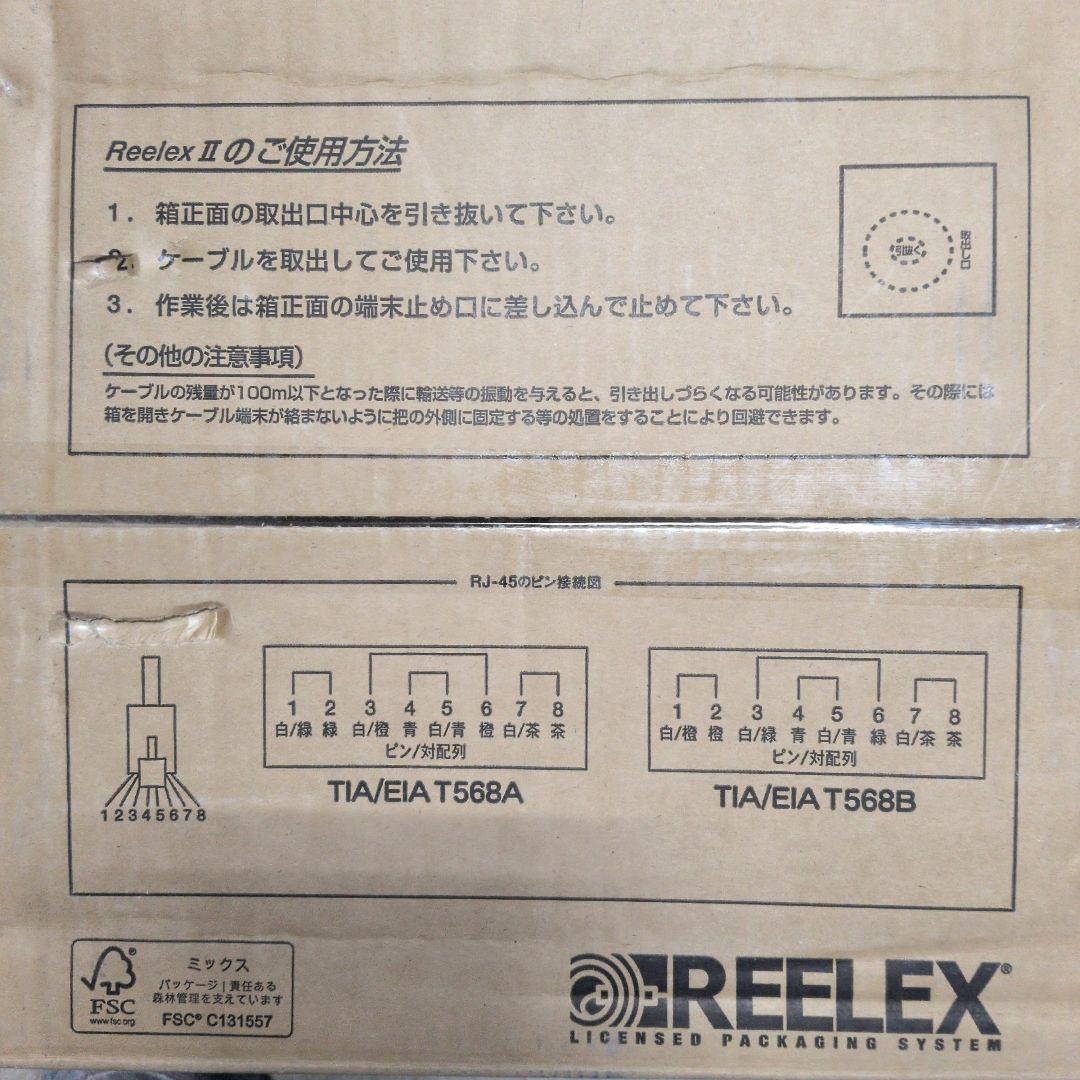 Reelex Ⅱのご使用方法
1. 箱正面の取出口中心を引き抜いて下さい。
2. ケーブルを取出してご使用下さい。
3. 作業後は箱正面の端末止め口に差し込んで止めて下さい。
引抜く
取出し口
(その他の注意事項)
ケーブルの残量が100m以下となった際に輸送等の振動を与えると、引き出しづらくなる可能性があります。その際には
箱を開きケーブル端末が絡まないように把の外側に固定する等の処置をすることにより回避できます。
RJ-45のピン接続図
12345678
1 2 3 4 5 6 7 8
白/緑 緑 白/橙 青 白/青 橙 白/茶 茶
ピン/対配列
TIA/EIA T568A
1 2 3 4 5 6 7 8
白/橙 橙 白/緑 青 白/青 緑 白/茶 茶
ピン/対配列
TIA/EIA T568B
FSC
www.fsc.org
ミックス
パッケージ|責任ある
森林管理を支えています
FSC® C131557
REELEX®
LICENSED PACKAGING SYSTEM